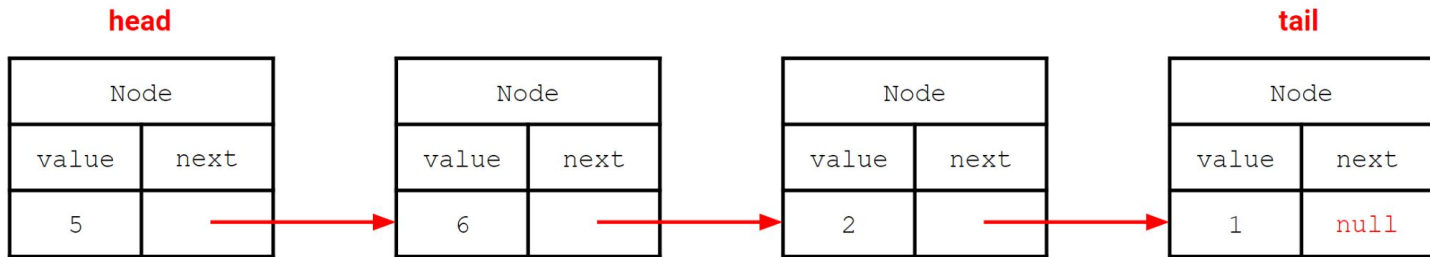 head tail
Node Node Node Node
value next value next value next value next
5 6 2 1 null